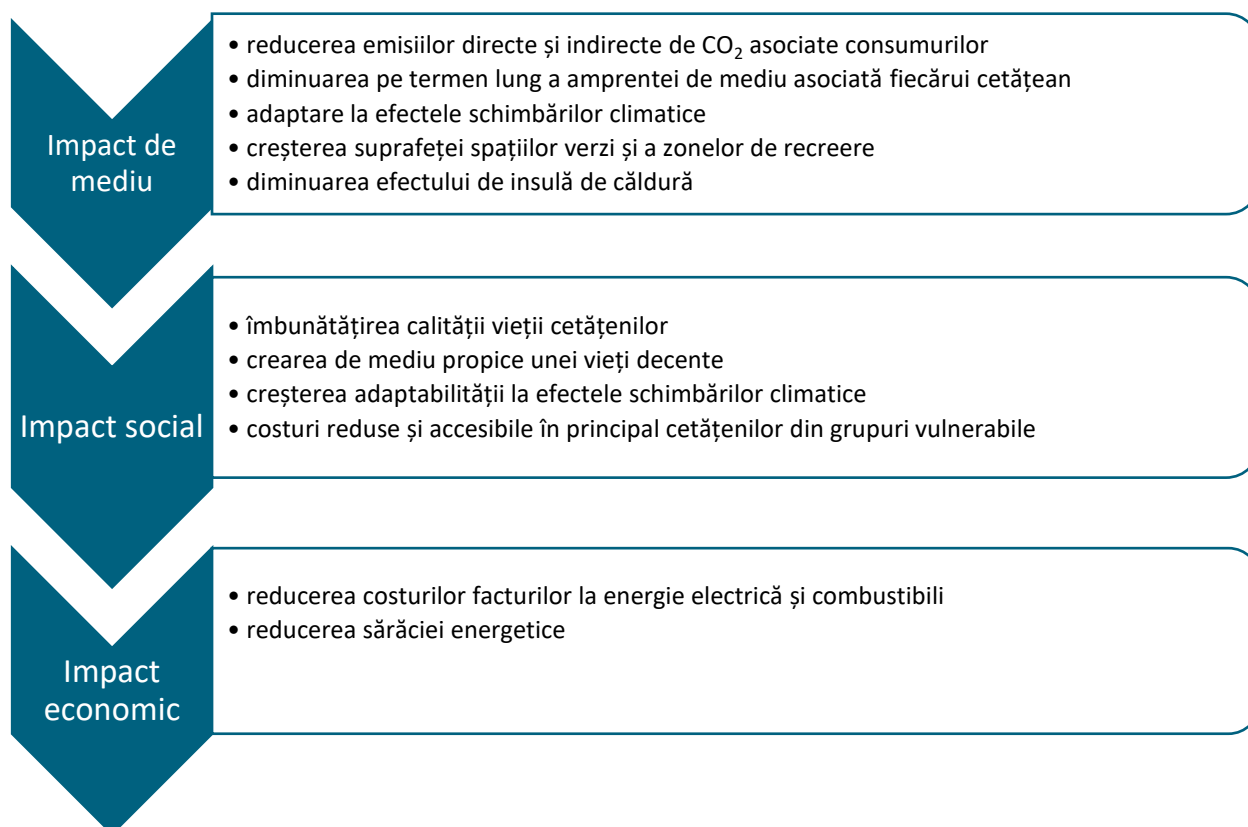 Impact de
mediu
• reducerea emisiilor directe și indirecte de CO₂ asociate consumurilor
• diminuarea pe termen lung a amprentei de mediu asociată fiecărui cetățean
• adaptare la efectele schimbărilor climatice
• creșterea suprafeței spațiilor verzi și a zonelor de recreere
• diminuarea efectului de insulă de căldură
Impact social
• îmbunătățirea calității vieții cetățenilor
• crearea de mediu propice unei vieți decente
• creșterea adaptabilității la efectele schimbărilor climatice
• costuri reduse și accesibile în principal cetățenilor din grupuri vulnerabile
Impact
economic
• reducerea costurilor facturilor la energie electrică și combustibili
• reducerea sărăciei energetice